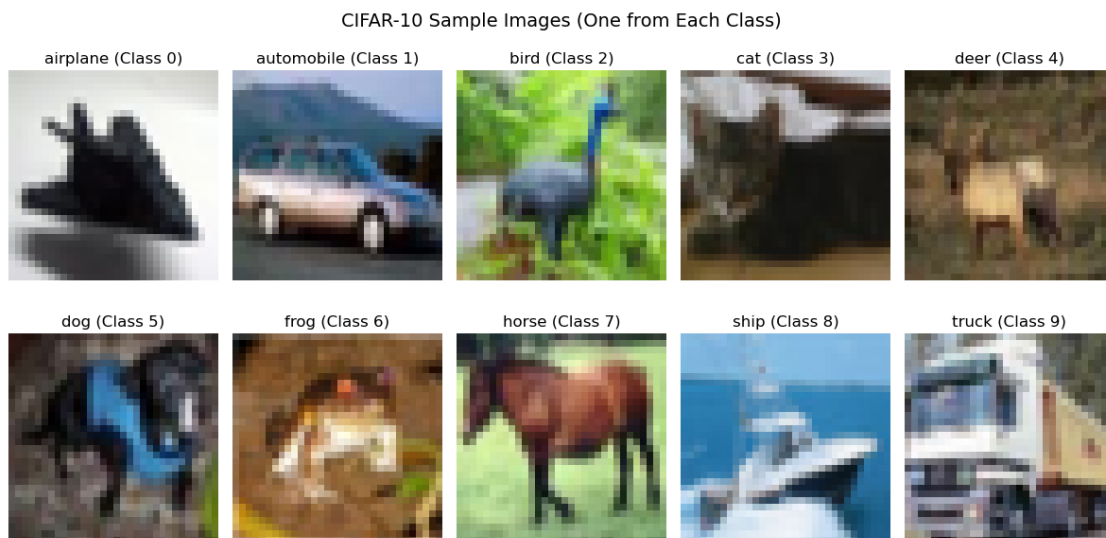 CIFAR-10 Sample Images (One from Each Class)
airplane (Class 0)
automobile (Class 1)
bird (Class 2)
cat (Class 3)
deer (Class 4)
dog (Class 5)
frog (Class 6)
horse (Class 7)
ship (Class 8)
truck (Class 9)